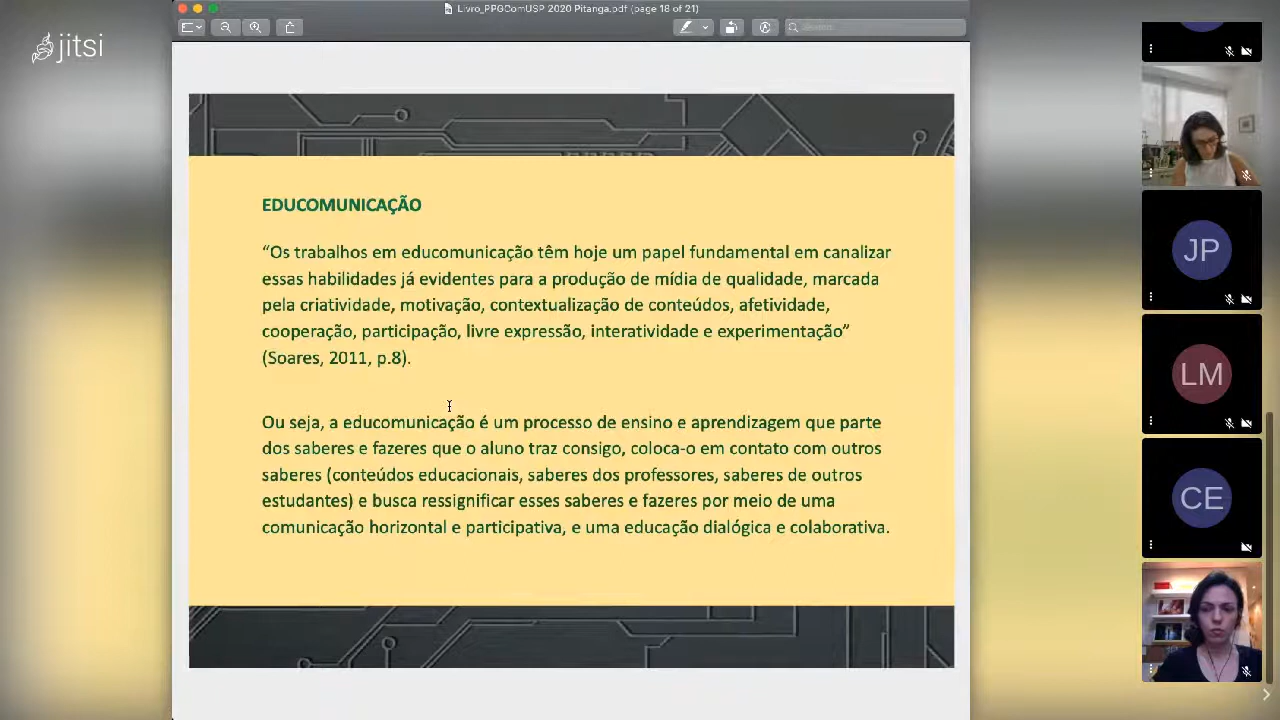 jitsi
Livro_PPGComUSP 2020 Pitanga.pdf (page 18 of 21)
Search
EDUCOMUNICAÇÃO
“Os trabalhos em educomunicação têm hoje um papel fundamental em canalizar
essas habilidades já evidentes para a produção de mídia de qualidade, marcada
pela criatividade, motivação, contextualização de conteúdos, afetividade,
cooperação, participação, livre expressão, interatividade e experimentação”
(Soares, 2011, p.8).
Ou seja, a educomunicação é um processo de ensino e aprendizagem que parte
dos saberes e fazeres que o aluno traz consigo, coloca-o em contato com outros
saberes (conteúdos educacionais, saberes dos professores, saberes de outros
estudantes) e busca ressignificar esses saberes e fazeres por meio de uma
comunicação horizontal e participativa, e uma educação dialógica e colaborativa.
JP
LM
CE